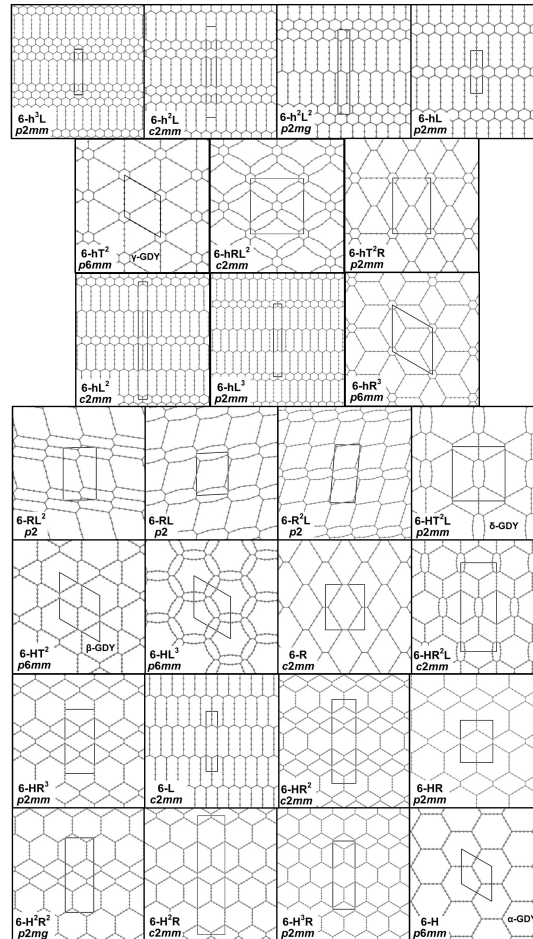 6-h³L
p2mm
6-h²L
c2mm
6-h²L²
p2mg
6-hL
p2mm
6-hT²
p6mm
γ-GDY
6-hRL²
c2mm
6-hT²R
p2mm
6-hL²
c2mm
6-hL³
p2mm
6-hR³
p6mm
6-RL²
p2
6-RL
p2
6-R²L
p2
6-HT²L
p2mm
δ-GDY
6-HT²
p6mm
β-GDY
6-HL³
p6mm
6-R
c2mm
6-HR²L
c2mm
6-HR³
p2mm
6-L
c2mm
6-HR²
c2mm
6-HR
p2mm
6-H²R²
p2mg
6-H²R
c2mm
6-H³R
p2mm
6-H
p6mm
α-GDY